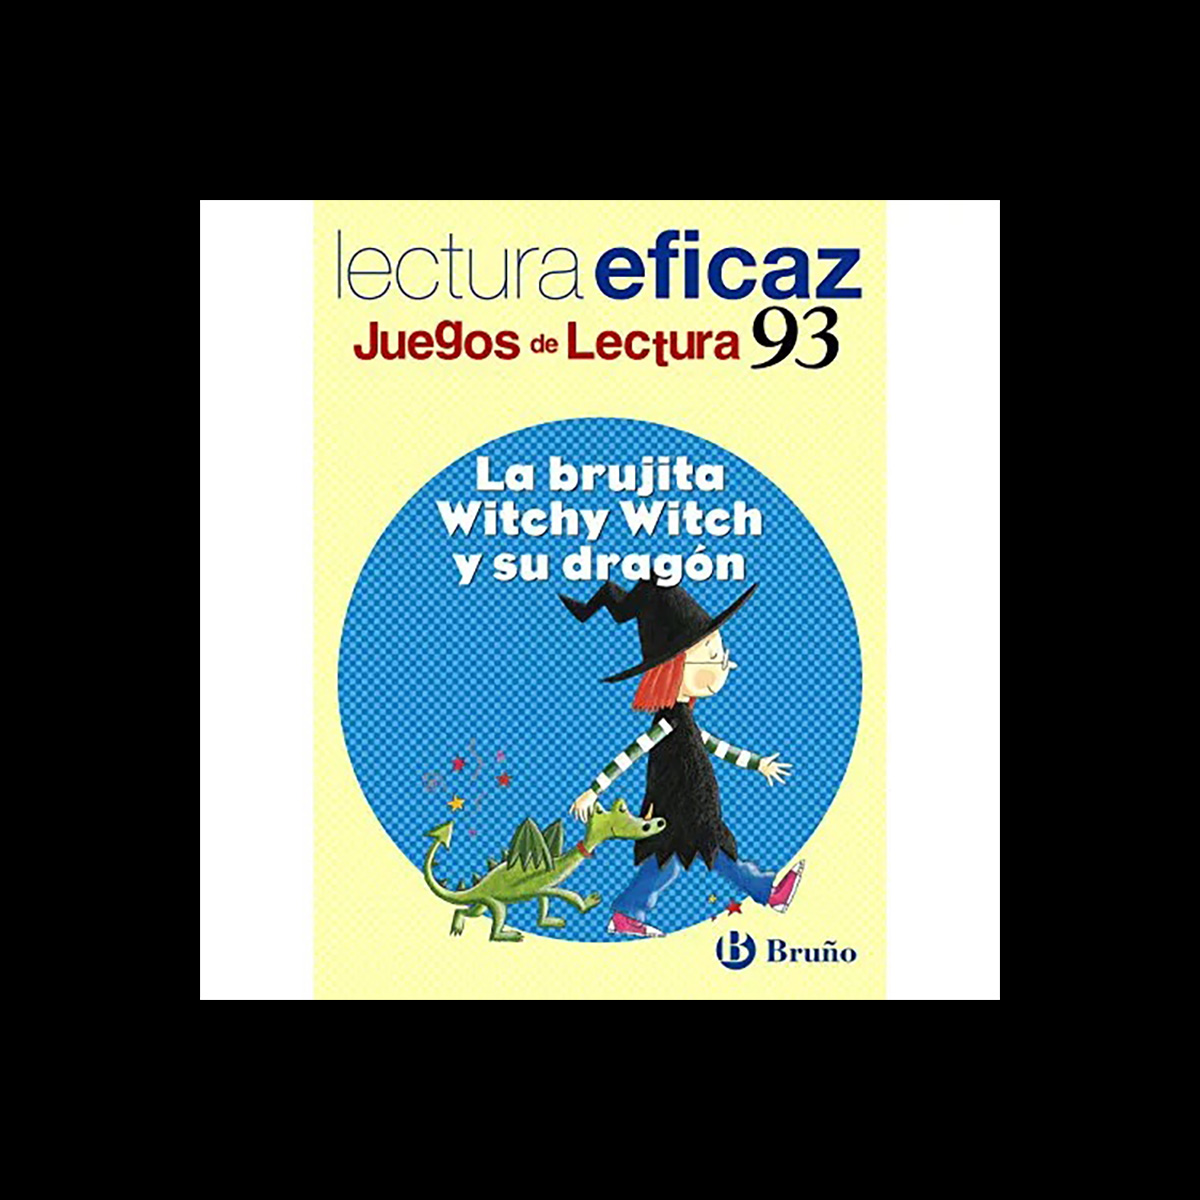 lectura eficaz
Juegos de Lectura 93
La brujita
Witchy Witch
y su dragón
B Bruño